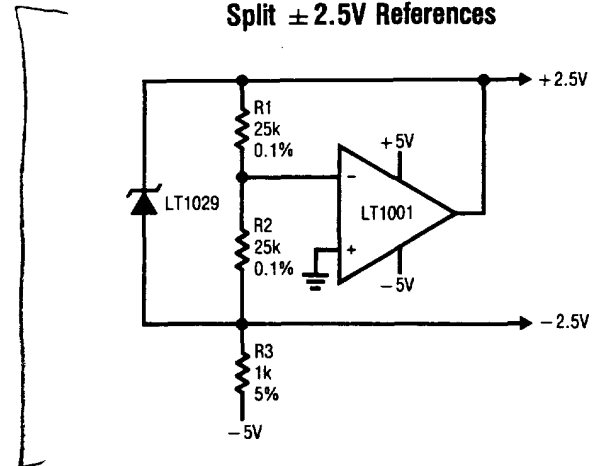 Split ± 2.5V References
+ 2.5V
R1
25k
0.1%
+5V
−
LT1029
LT1001
R2
25k
0.1%
+
−5V
− 2.5V
R3
1k
5%
−5V